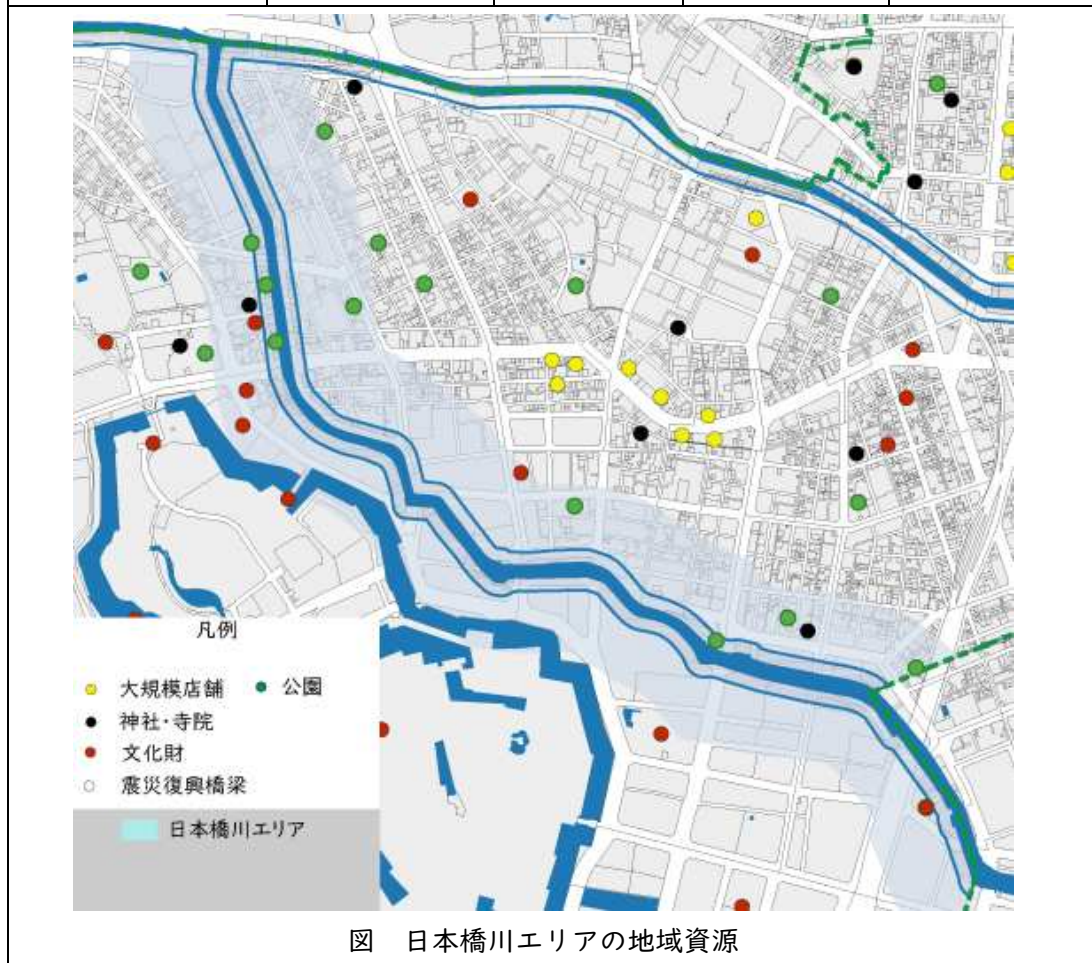 凡例
大規模店舗 公園
神社・寺院
文化財
震災復興橋梁
日本橋川エリア
図 日本橋川エリアの地域資源